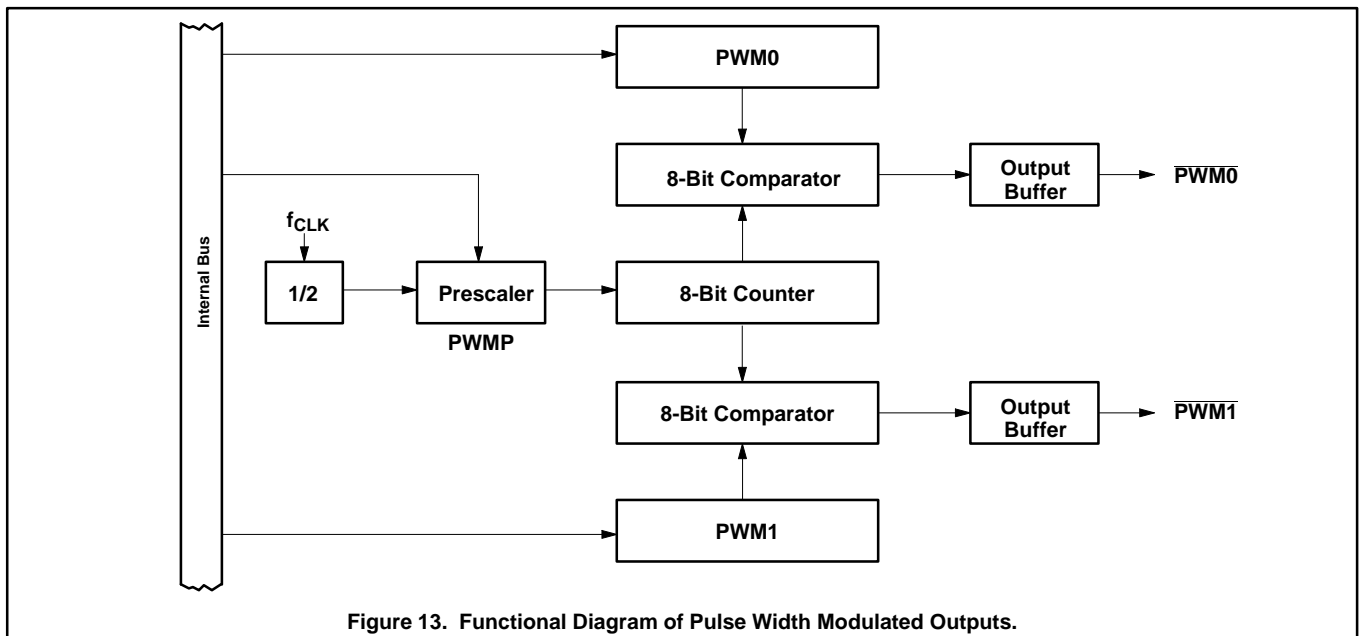 PWM0
8-Bit Comparator
Output
Buffer
PWM0
Internal Bus
fCLK
1/2
Prescaler
PWMP
8-Bit Counter
8-Bit Comparator
Output
Buffer
PWM1
PWM1
Figure 13. Functional Diagram of Pulse Width Modulated Outputs.